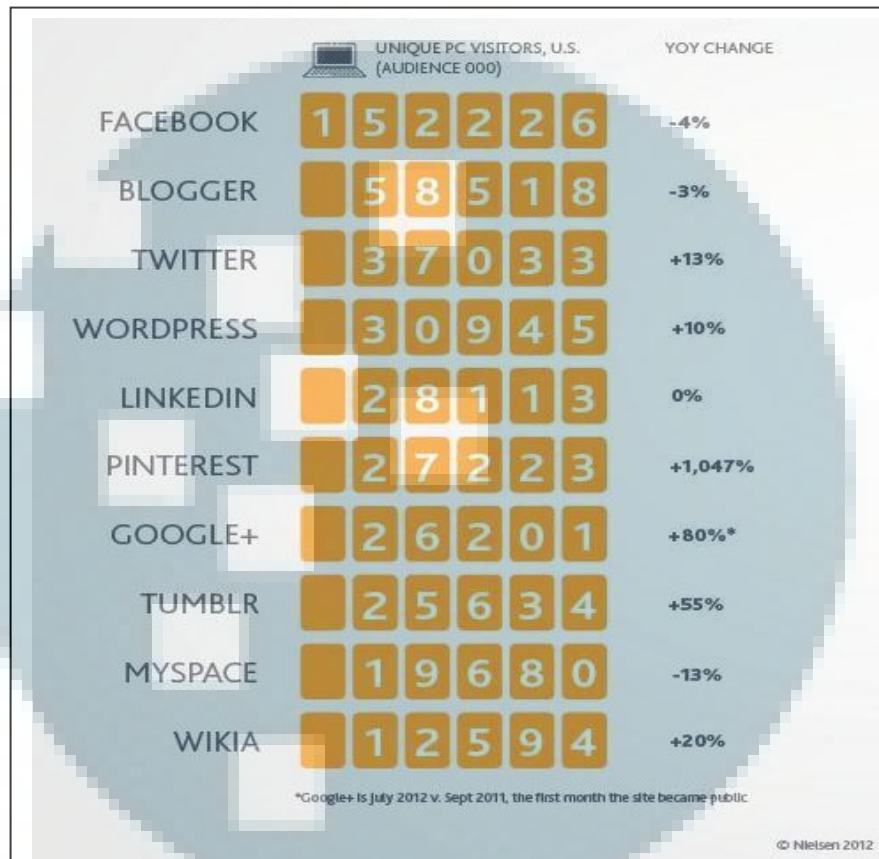 UNIQUE PC VISITORS, U.S. YOY CHANGE
(AUDIENCE 000)
FACEBOOK 152226 -4%
BLOGGER 58518 -3%
TWITTER 37033 +13%
WORDPRESS 30945 +10%
LINKEDIN 28113 0%
PINTEREST 27223 +1,047%
GOOGLE+ 26201 +80%*
TUMBLR 25634 +55%
MYSPACE 19680 -13%
WIKIA 12594 +20%
*Google+ is July 2012 v. Sept 2011, the first month the site became public
© Nielsen 2012